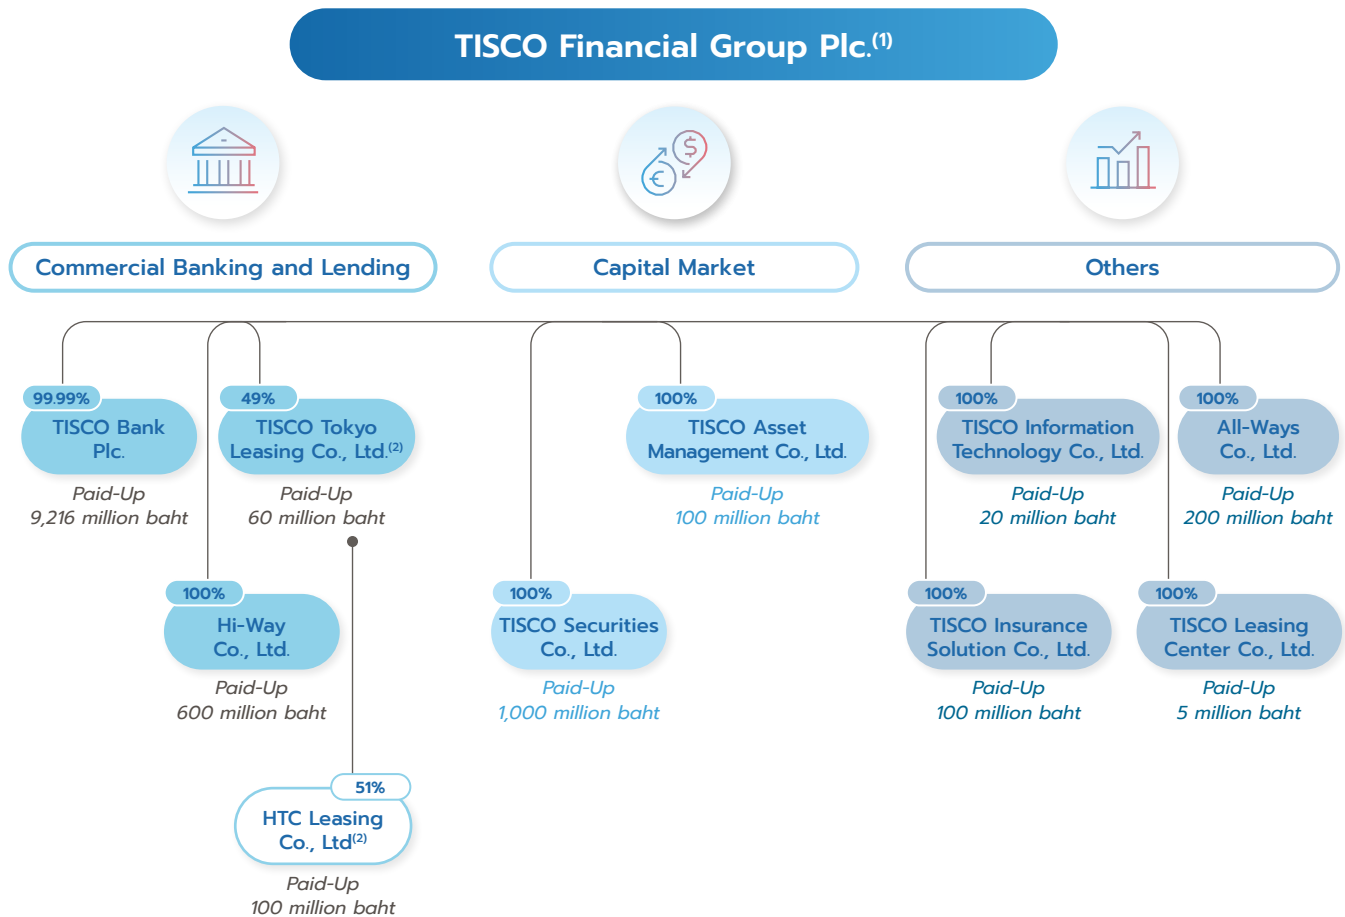 TISCO Financial Group Plc.(1)
Commercial Banking and Lending
Capital Market
Others
99.99%
TISCO Bank
Plc.
Paid-Up
9,216 million baht
49%
TISCO Tokyo
Leasing Co., Ltd.(2)
Paid-Up
60 million baht
100%
TISCO Asset
Management Co., Ltd.
Paid-Up
100 million baht
100%
TISCO Information
Technology Co., Ltd.
Paid-Up
20 million baht
100%
All-Ways
Co., Ltd.
Paid-Up
200 million baht
100%
Hi-Way
Co., Ltd.
Paid-Up
600 million baht
100%
TISCO Securities
Co., Ltd.
Paid-Up
1,000 million baht
100%
TISCO Insurance
Solution Co., Ltd.
Paid-Up
100 million baht
100%
TISCO Leasing
Center Co., Ltd.
Paid-Up
5 million baht
51%
HTC Leasing
Co., Ltd(2)
Paid-Up
100 million baht